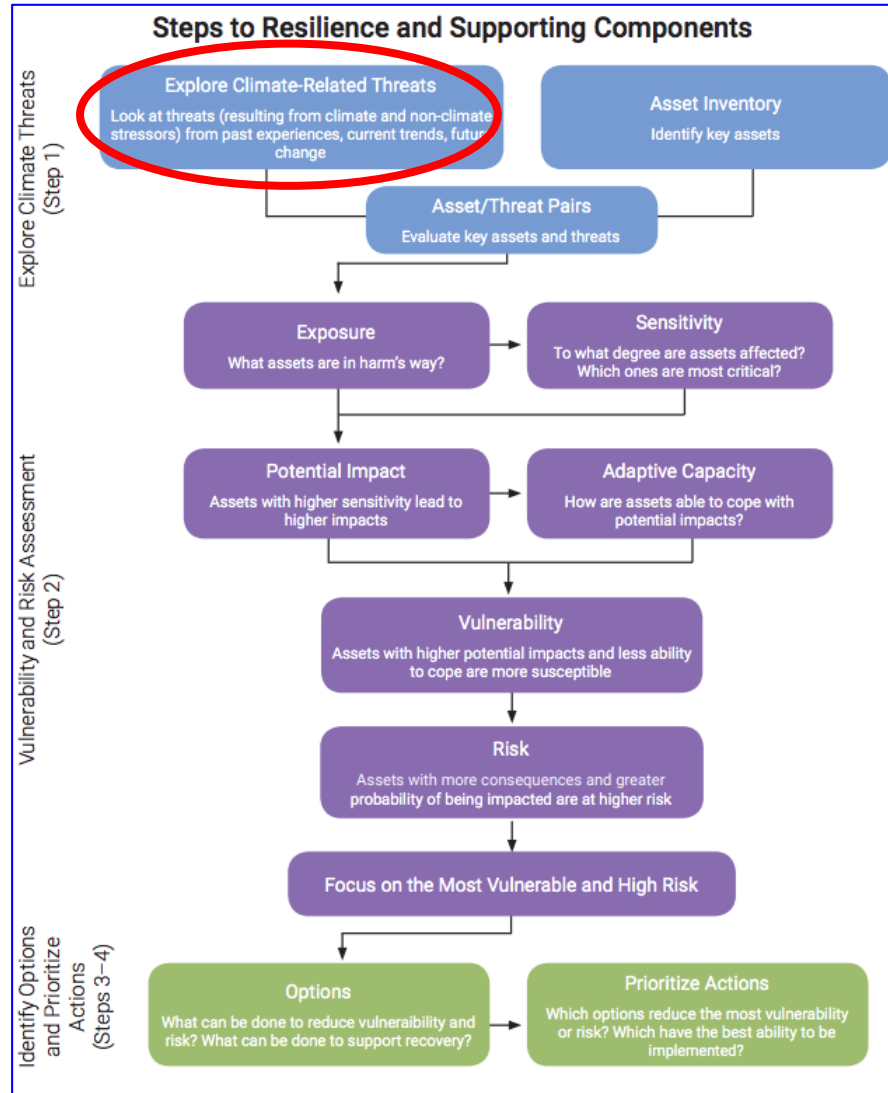 Steps to Resilience and Supporting Components
Explore Climate Threats
(Step 1)
Explore Climate-Related Threats
Look at threats (resulting from climate and non-climate
stressors) from past experiences, current trends, future
change
Asset Inventory
Identify key assets
Asset/Threat Pairs
Evaluate key assets and threats
Vulnerability and Risk Assessment
(Step 2)
Exposure
What assets are in harm's way?
Sensitivity
To what degree are assets affected?
Which ones are most critical?
Potential Impact
Assets with higher sensitivity lead to
higher impacts
Adaptive Capacity
How are assets able to cope with
potential impacts?
Vulnerability
Assets with higher potential impacts and less ability
to cope are more susceptible
Risk
Assets with more consequences and greater
probability of being impacted are at higher risk
Focus on the Most Vulnerable and High Risk
Identify Options
and Prioritize
Actions
(Steps 3–4)
Options
What can be done to reduce vulneraibility and
risk? What can be done to support recovery?
Prioritize Actions
Which options reduce the most vulnerability
or risk? Which have the best ability to be
implemented?